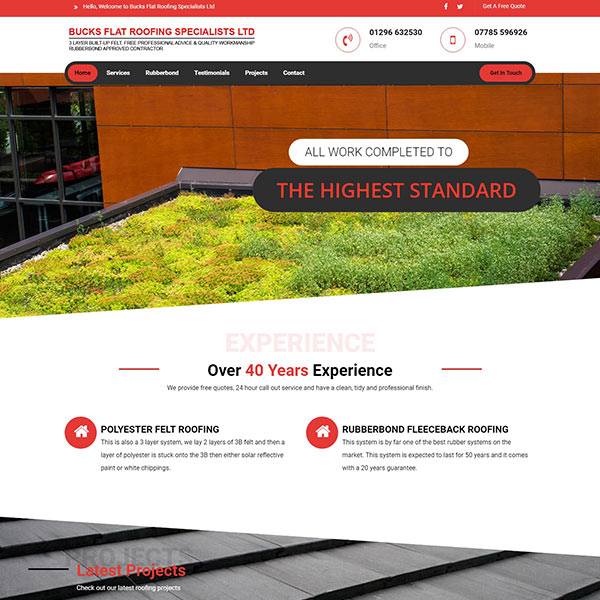 Hello, Welcome to Bucks Flat Roofing Specialists Ltd
Get A Free Quote
BUCKS FLAT ROOFING SPECIALISTS LTD
3 LAYER BUILT-UP FELT. FREE PROFESSIONAL ADVICE & QUALITY WORKMANSHIP
RUBBERBOND APPROVED CONTRACTOR
01296 632530
Office
07785 596926
Mobile
Home Services Rubberbond Testimonials Projects Contact Get In Touch
ALL WORK COMPLETED TO
THE HIGHEST STANDARD
EXPERIENCE
Over 40 Years Experience
We provide free quotes, 24 hour call out service and have a clean, tidy and professional finish.
POLYESTER FELT ROOFING
This is also a 3 layer system, we lay 2 layers of 3B felt and then a
layer of polyester is stuck onto the 3B then either solar reflective
paint or white chippings.
RUBBERBOND FLEECEBACK ROOFING
This system is by far one of the best rubber systems on the
market. This system is expected to last for 50 years and it comes
with a 20 years guarantee.
PROJECTS
Latest Projects
Check out our latest roofing projects